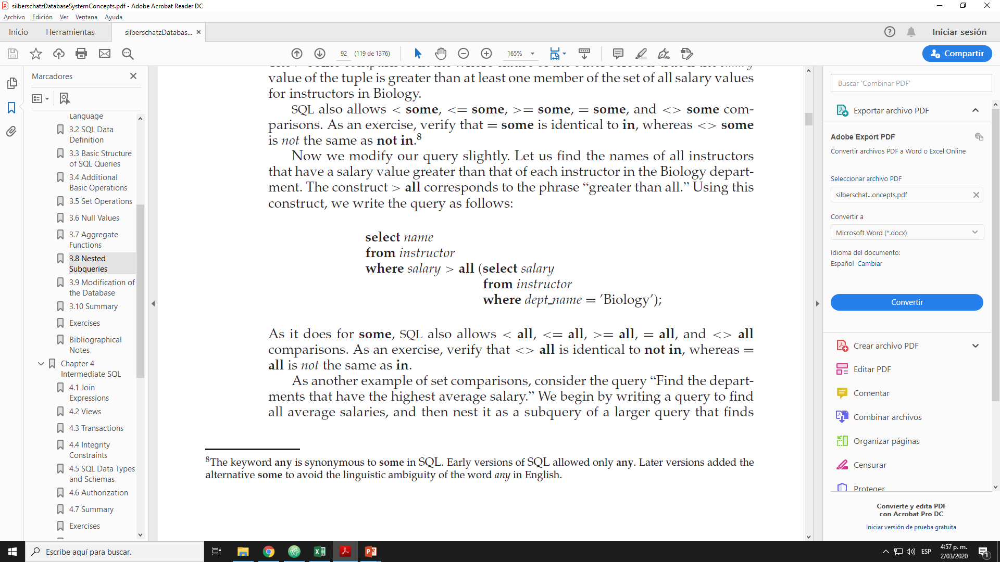 silberschatzDatabaseSystemConcepts.pdf - Adobe Acrobat Reader DC
Archivo Edición Ver Ventana Ayuda
Inicio Herramientas silberschatzDatabas... Iniciar sesión
92 (119 de 1376) 165% Compartir
Marcadores
Language
3.2 SQL Data
Definition
3.3 Basic Structure
of SQL Queries
3.4 Additional
Basic Operations
3.5 Set Operations
3.6 Null Values
3.7 Aggregate
Functions
3.8 Nested
Subqueries
3.9 Modification of
the Database
3.10 Summary
Exercises
Bibliographical
Notes
Chapter 4
Intermediate SQL
4.1 Join
Expressions
4.2 Views
4.3 Transactions
4.4 Integrity
Constraints
4.5 SQL Data Types
and Schemas
4.6 Authorization
4.7 Summary
Exercises
value of the tuple is greater than at least one member of the set of all salary values
for instructors in Biology.
SQL also allows < some, <= some, >= some, = some, and <> some com-
parisons. As an exercise, verify that = some is identical to in, whereas <> some
is not the same as not in.8
Now we modify our query slightly. Let us find the names of all instructors
that have a salary value greater than that of each instructor in the Biology depart-
ment. The construct > all corresponds to the phrase “greater than all.” Using this
construct, we write the query as follows:
select name
from instructor
where salary > all (select salary
from instructor
where dept_name = ’Biology’);
As it does for some, SQL also allows < all, <= all, >= all, = all, and <> all
comparisons. As an exercise, verify that <> all is identical to not in, whereas =
all is not the same as in.
As another example of set comparisons, consider the query “Find the depart-
ments that have the highest average salary.” We begin by writing a query to find
all average salaries, and then nest it as a subquery of a larger query that finds
8The keyword any is synonymous to some in SQL. Early versions of SQL allowed only any. Later versions added the
alternative some to avoid the linguistic ambiguity of the word any in English.
Buscar 'Combinar PDF'
Exportar archivo PDF
Adobe Export PDF
Convertir archivos PDF a Word o Excel Online
Seleccionar archivo PDF
silberschat...oncepts.pdf
Convertir a
Microsoft Word (*.docx)
Idioma del documento:
Español Cambiar
Convertir
Crear archivo PDF
Editar PDF
Comentar
Combinar archivos
Organizar páginas
Censurar
Proteger
Convierte y edita PDF
con Acrobat Pro DC
Iniciar versión de prueba gratuita
Escribe aquí para buscar.
ESP
4:57 p. m.
2/03/2020
1